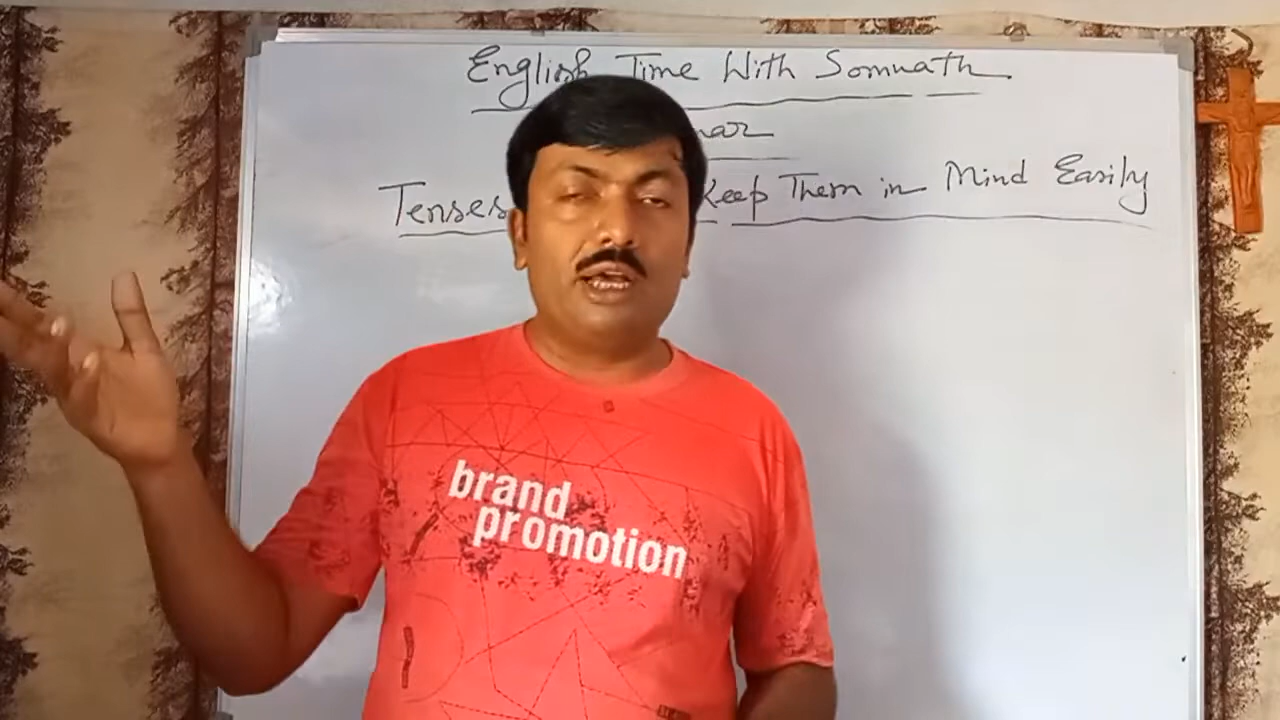 English Time With Somnath
Tenses Keep Them in Mind Easily
brand
promotion